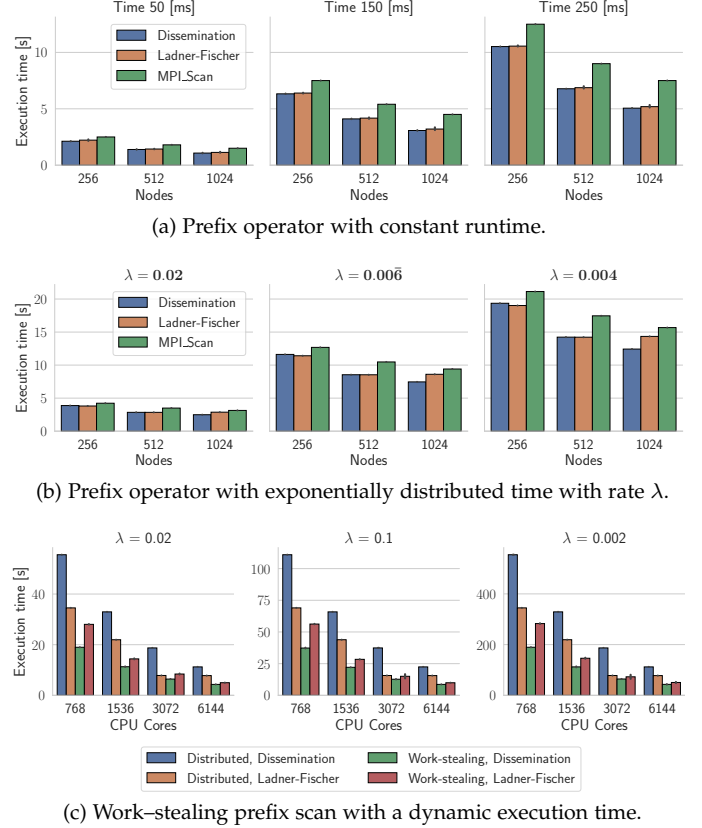 Time 50 [ms] Time 150 [ms] Time 250 [ms]
Execution time [s]
10
5
0
Dissemination
Ladner-Fischer
MPI_Scan
256 512 1024 256 512 1024 256 512 1024
Nodes Nodes Nodes
(a) Prefix operator with constant runtime.
λ = 0.02 λ = 0.006̄ λ = 0.004
Execution time [s]
20
15
10
5
0
Dissemination
Ladner-Fischer
MPI_Scan
256 512 1024 256 512 1024 256 512 1024
Nodes Nodes Nodes
(b) Prefix operator with exponentially distributed time with rate λ.
λ = 0.02 λ = 0.1 λ = 0.002
Execution time [s]
40 100 400
75
20 50 200
25
0 0 0
768 1536 3072 6144 768 1536 3072 6144 768 1536 3072 6144
CPU Cores CPU Cores CPU Cores
Distributed, Dissemination Work-stealing, Dissemination
Distributed, Ladner-Fischer Work-stealing, Ladner-Fischer
(c) Work–stealing prefix scan with a dynamic execution time.